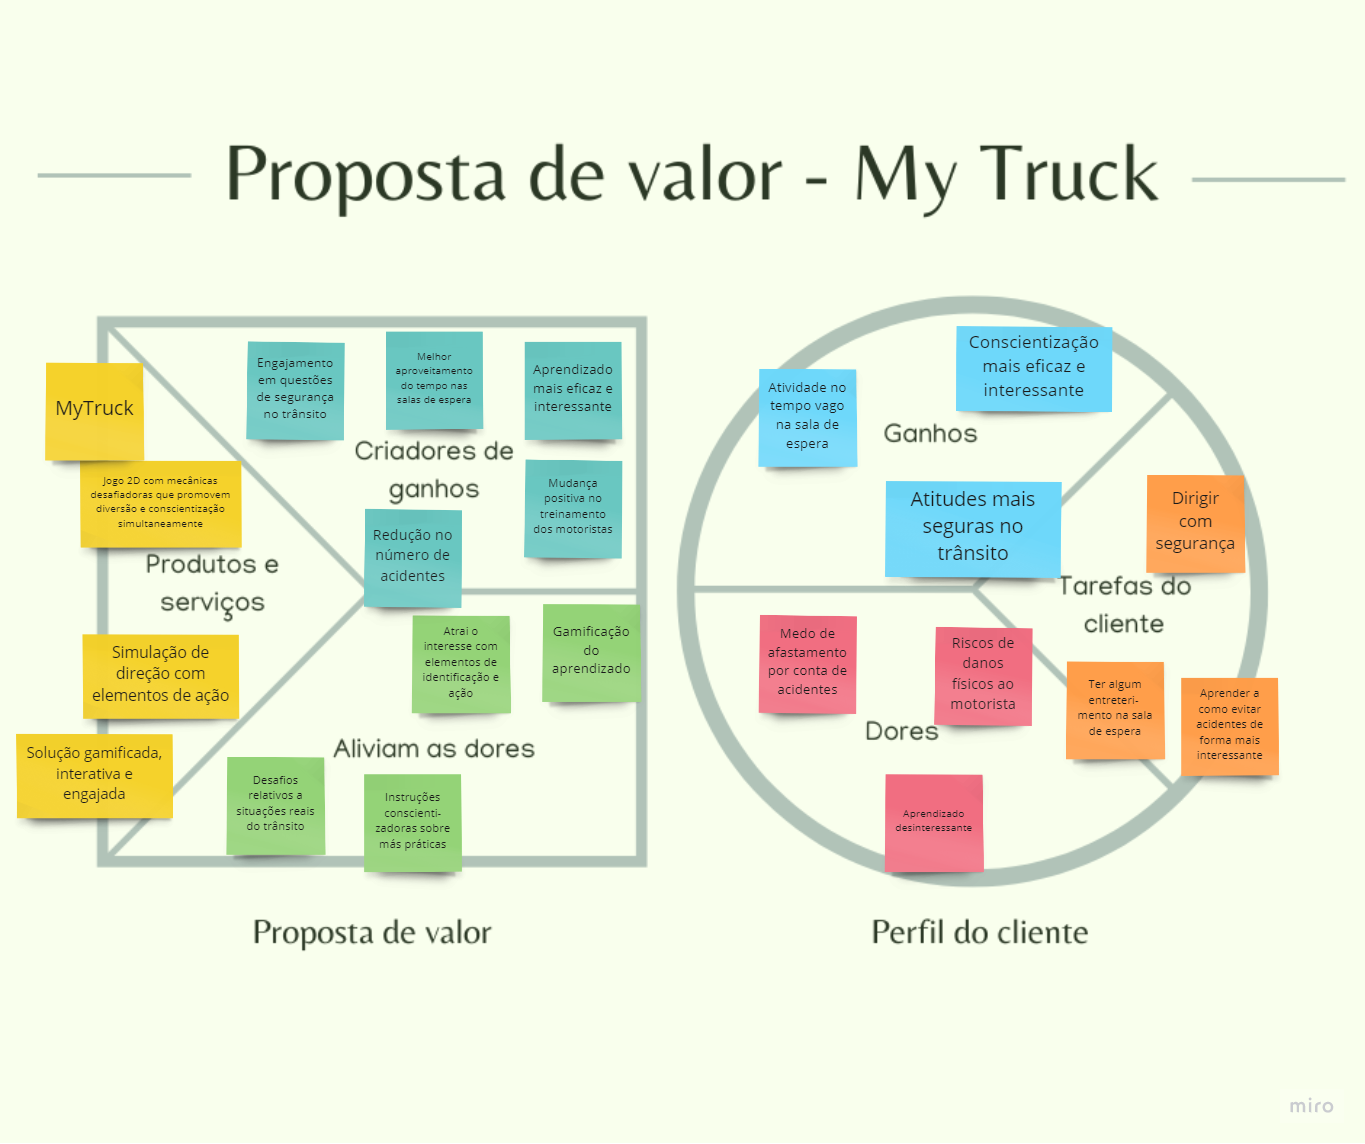 Proposta de valor - My Truck
MyTruck
Jogo 2D com mecânicas
desafiadoras que promovem
diversão e conscientização
simultaneamente
Produtos e
serviços
Simulação de
direção com
elementos de ação
Solução gamificada,
interativa e
engajada
Engajamento
em questões
de segurança
no trânsito
Melhor
aproveitamento
do tempo nas
salas de espera
Aprendizado
mais eficaz e
interessante
Criadores de
ganhos
Mudança
positiva no
treinamento
dos motoristas
Redução no
número de
acidentes
Atrai o
interesse com
elementos de
identificação e
ação
Gamificação
do
aprendizado
Aliviam as dores
Desafios
relativos a
situações reais
do trânsito
Instruções
conscienti-
zadoras sobre
más práticas
Proposta de valor
Conscientização
mais eficaz e
interessante
Atividade no
tempo vago
na sala de
espera
Ganhos
Atitudes mais
seguras no
trânsito
Dirigir
com
segurança
Tarefas do
cliente
Ter algum
entreteri-
mento na sala
de espera
Aprender a
como evitar
acidentes de
forma mais
interessante
Medo de
afastamento
por conta de
acidentes
Riscos de
danos
físicos ao
motorista
Dores
Aprendizado
desinteressante
Perfil do cliente
miro